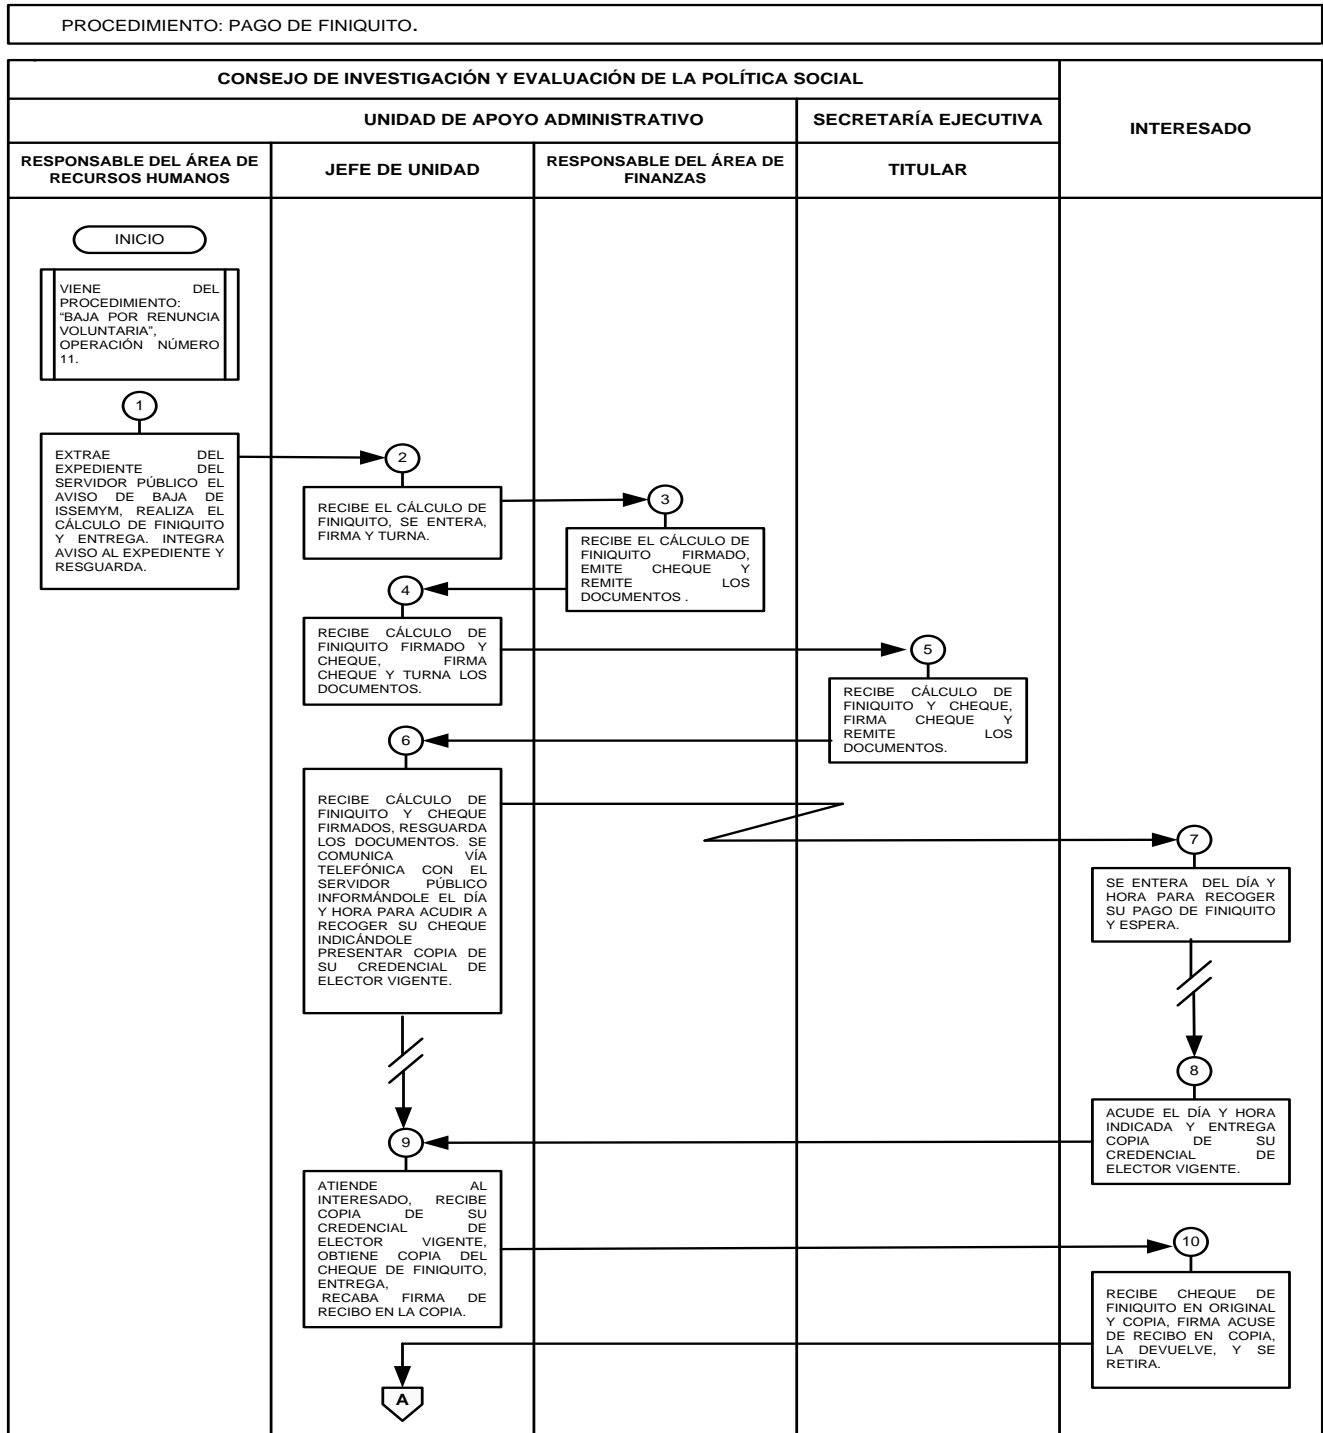 PROCEDIMIENTO: PAGO DE FINIQUITO.
CONSEJO DE INVESTIGACIÓN Y EVALUACIÓN DE LA POLÍTICA SOCIAL
INTERESADO
UNIDAD DE APOYO ADMINISTRATIVO
SECRETARÍA EJECUTIVA
RESPONSABLE DEL ÁREA DE
RECURSOS HUMANOS
JEFE DE UNIDAD
RESPONSABLE DEL ÁREA DE
FINANZAS
TITULAR
INICIO
VIENE DEL
PROCEDIMIENTO:
“BAJA POR RENUNCIA
VOLUNTARIA”,
OPERACIÓN NÚMERO
11.
1
EXTRAE DEL
EXPEDIENTE DEL
SERVIDOR PÚBLICO EL
AVISO DE BAJA DE
ISSEMYM, REALIZA EL
CÁLCULO DE FINIQUITO
Y ENTREGA. INTEGRA
AVISO AL EXPEDIENTE Y
RESGUARDA.
2
RECIBE EL CÁLCULO DE
FINIQUITO, SE ENTERA,
FIRMA Y TURNA.
3
RECIBE EL CÁLCULO DE
FINIQUITO FIRMADO,
EMITE CHEQUE Y
REMITE LOS
DOCUMENTOS .
4
RECIBE CÁLCULO DE
FINIQUITO FIRMADO Y
CHEQUE, FIRMA
CHEQUE Y TURNA LOS
DOCUMENTOS.
5
RECIBE CÁLCULO DE
FINIQUITO Y CHEQUE,
FIRMA CHEQUE Y
REMITE LOS
DOCUMENTOS.
6
RECIBE CÁLCULO DE
FINIQUITO Y CHEQUE
FIRMADOS, RESGUARDA
LOS DOCUMENTOS. SE
COMUNICA VÍA
TELEFÓNICA CON EL
SERVIDOR PÚBLICO
INFORMÁNDOLE EL DÍA
Y HORA PARA ACUDIR A
RECOGER SU CHEQUE
INDICÁNDOLE
PRESENTAR COPIA DE
SU CREDENCIAL DE
ELECTOR VIGENTE.
7
SE ENTERA DEL DÍA Y
HORA PARA RECOGER
SU PAGO DE FINIQUITO
Y ESPERA.
8
ACUDE EL DÍA Y HORA
INDICADA Y ENTREGA
COPIA DE SU
CREDENCIAL DE
ELECTOR VIGENTE.
9
ATIENDE AL
INTERESADO, RECIBE
COPIA DE SU
CREDENCIAL DE
ELECTOR VIGENTE,
OBTIENE COPIA DEL
CHEQUE DE FINIQUITO,
ENTREGA,
RECABA FIRMA DE
RECIBO EN LA COPIA.
10
RECIBE CHEQUE DE
FINIQUITO EN ORIGINAL
Y COPIA, FIRMA ACUSE
DE RECIBO EN COPIA,
LA DEVUELVE, Y SE
RETIRA.
A